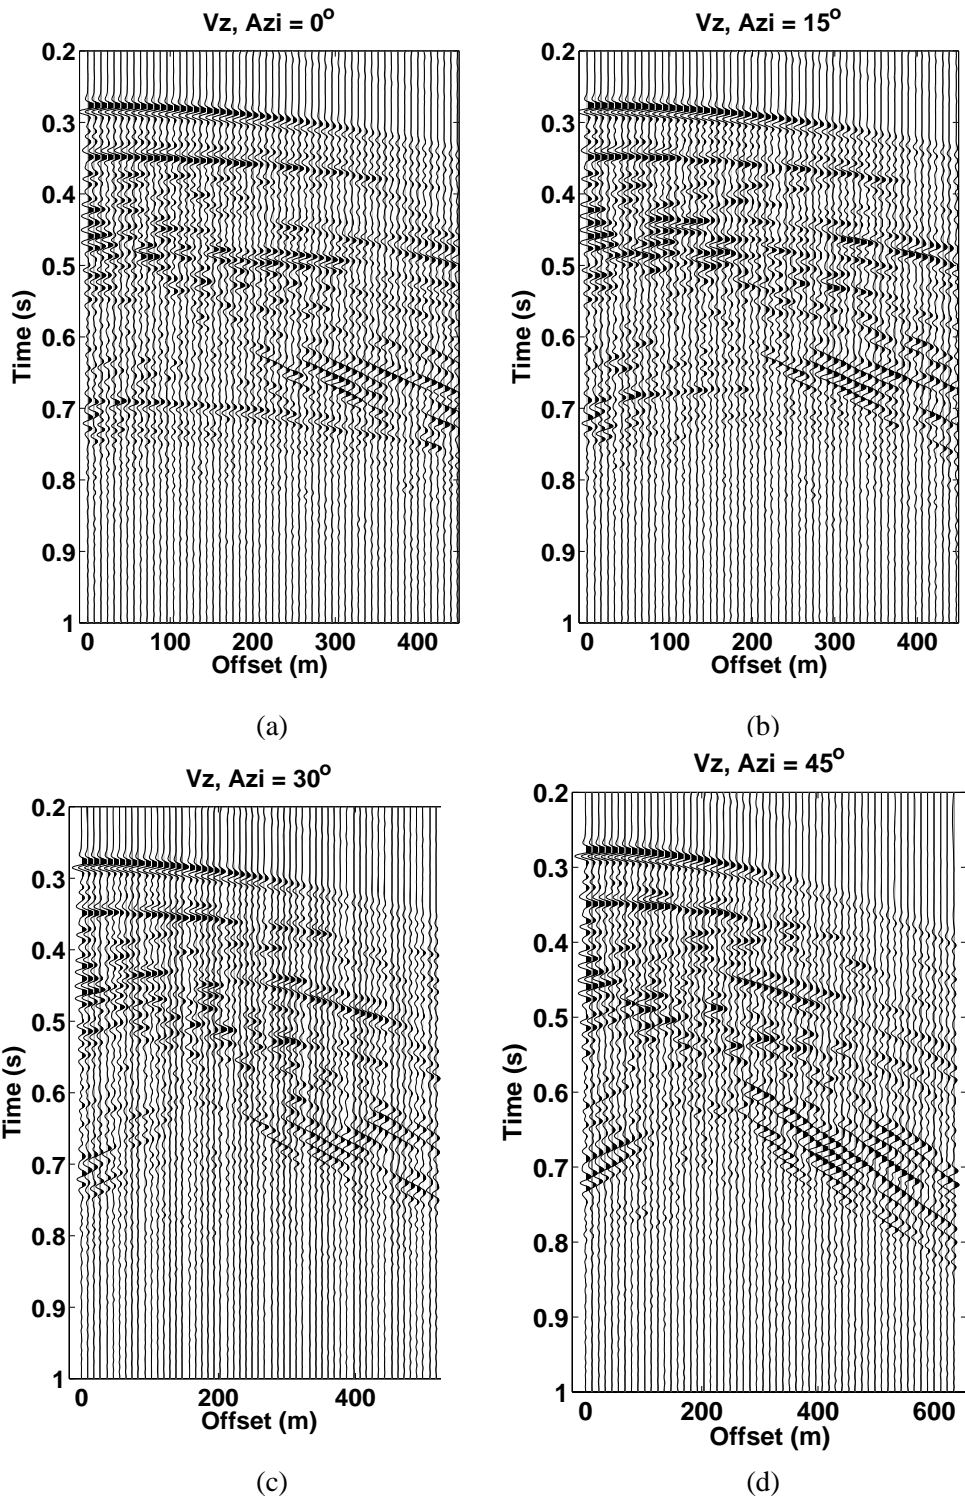 Vz, Azi = 0o
0.2
0.3
0.4
0.5
0.6
0.7
0.8
0.9
1
Time (s)
0 100 200 300 400
Offset (m)
(a)
Vz, Azi = 15o
0.2
0.3
0.4
0.5
0.6
0.7
0.8
0.9
1
Time (s)
0 100 200 300 400
Offset (m)
(b)
Vz, Azi = 30o
0.2
0.3
0.4
0.5
0.6
0.7
0.8
0.9
1
Time (s)
0 200 400
Offset (m)
(c)
Vz, Azi = 45o
0.2
0.3
0.4
0.5
0.6
0.7
0.8
0.9
1
Time (s)
0 200 400 600
Offset (m)
(d)